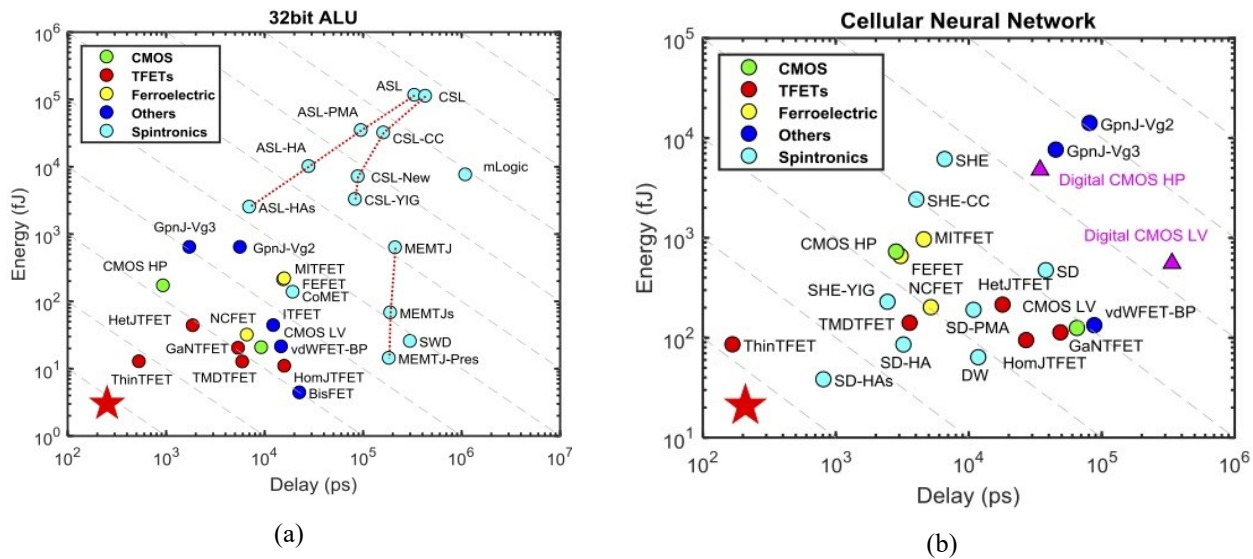 32bit ALU
10^6
10^5
10^4
10^3
10^2
10^1
10^0
Energy (fJ)
CMOS
TFETs
Ferroelectric
Others
Spintronics
ASL
CSL
ASL-PMA
CSL-CC
ASL-HA
mLogic
CSL-New
CSL-YIG
ASL-HAs
GpnJ-Vg3
GpnJ-Vg2
MEMTJ
CMOS HP
MITFET
FEFET
CoMET
HetJTFET
NCFET
ITFET
MEMTJs
CMOS LV
GaNTFET
vdWFET-BP
SWD
MEMTJ-Pres
ThinTFET
TMDTFET
HomJTFET
BisFET
10^2
10^3
10^4
10^5
10^6
10^7
Delay (ps)
(a)
Cellular Neural Network
10^5
10^4
10^3
10^2
10^1
Energy (fJ)
CMOS
TFETs
Ferroelectric
Others
Spintronics
GpnJ-Vg2
GpnJ-Vg3
SHE
Digital CMOS HP
SHE-CC
CMOS HP
MITFET
Digital CMOS LV
FEFET
SD
NCFET
HetJTFET
SHE-YIG
CMOS LV
vdWFET-BP
TMDTFET
SD-PMA
ThinTFET
GaNTFET
SD-HA
HomJTFET
DW
SD-HAs
10^2
10^3
10^4
10^5
10^6
Delay (ps)
(b)